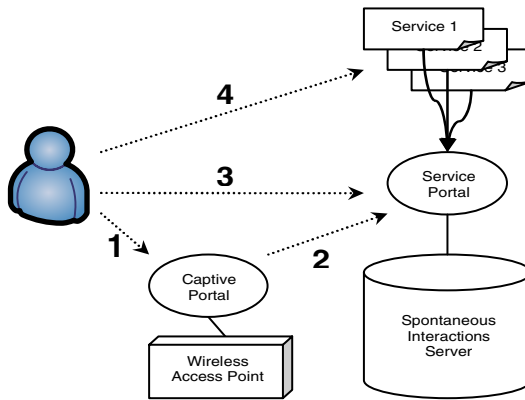 Service 1
Service 2
Service 3
4
3
1
2
Service
Portal
Captive
Portal
Wireless
Access Point
Spontaneous
Interactions
Server